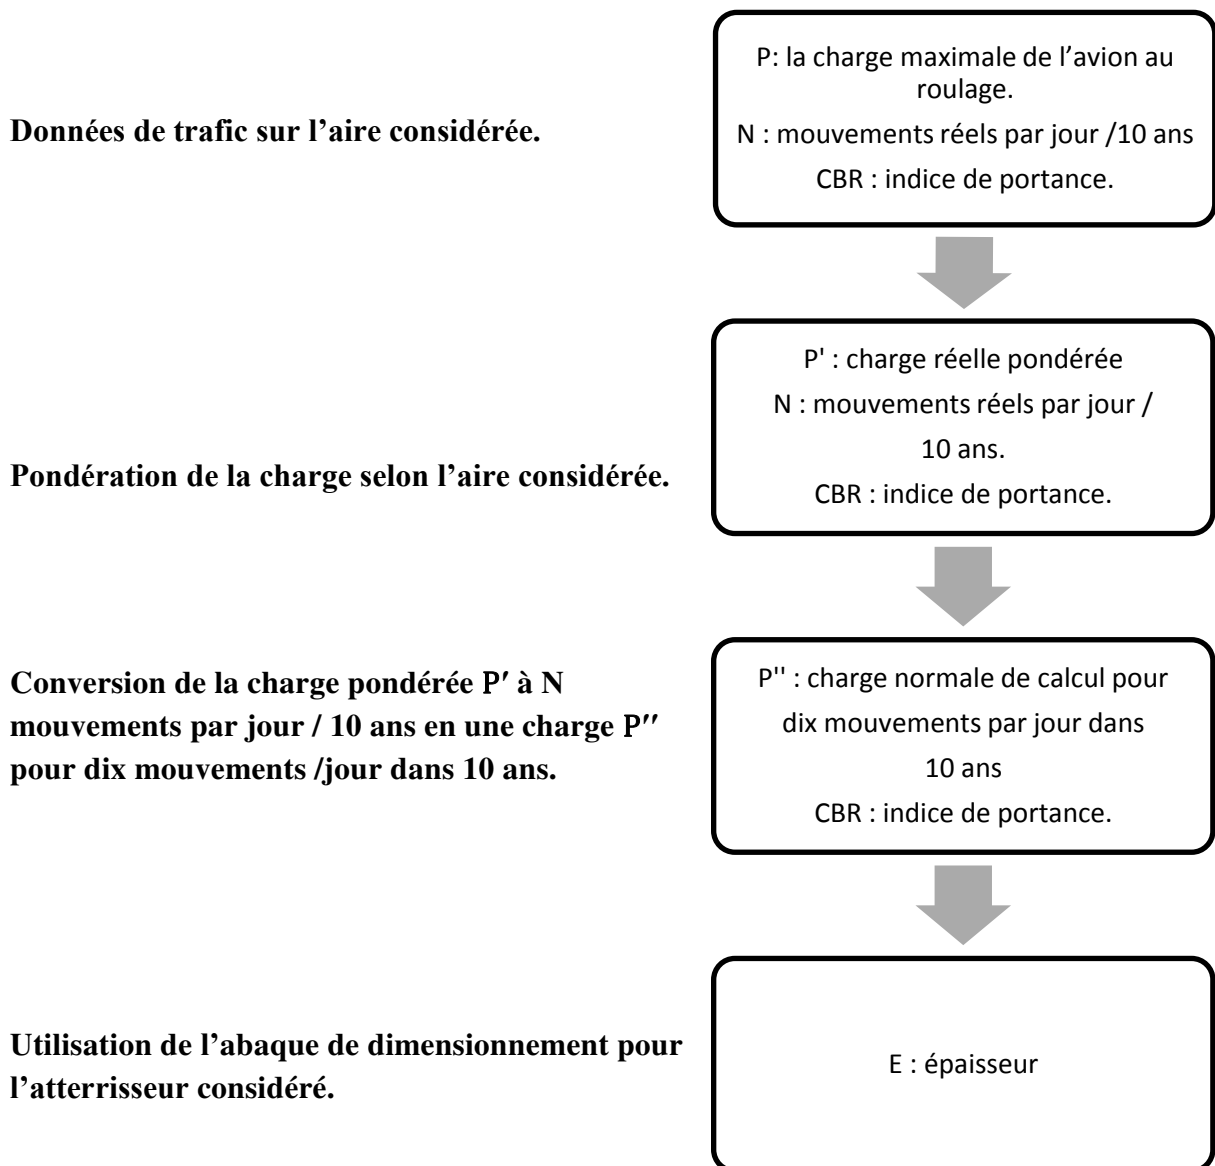 Données de trafic sur l’aire considérée.
P: la charge maximale de l’avion au
roulage.
N : mouvements réels par jour /10 ans
CBR : indice de portance.
Pondération de la charge selon l’aire considérée.
P' : charge réelle pondérée
N : mouvements réels par jour /
10 ans.
CBR : indice de portance.
Conversion de la charge pondérée P′ à N
mouvements par jour / 10 ans en une charge P′′
pour dix mouvements /jour dans 10 ans.
P'' : charge normale de calcul pour
dix mouvements par jour dans
10 ans
CBR : indice de portance.
Utilisation de l’abaque de dimensionnement pour
l’atterrisseur considéré.
E : épaisseur